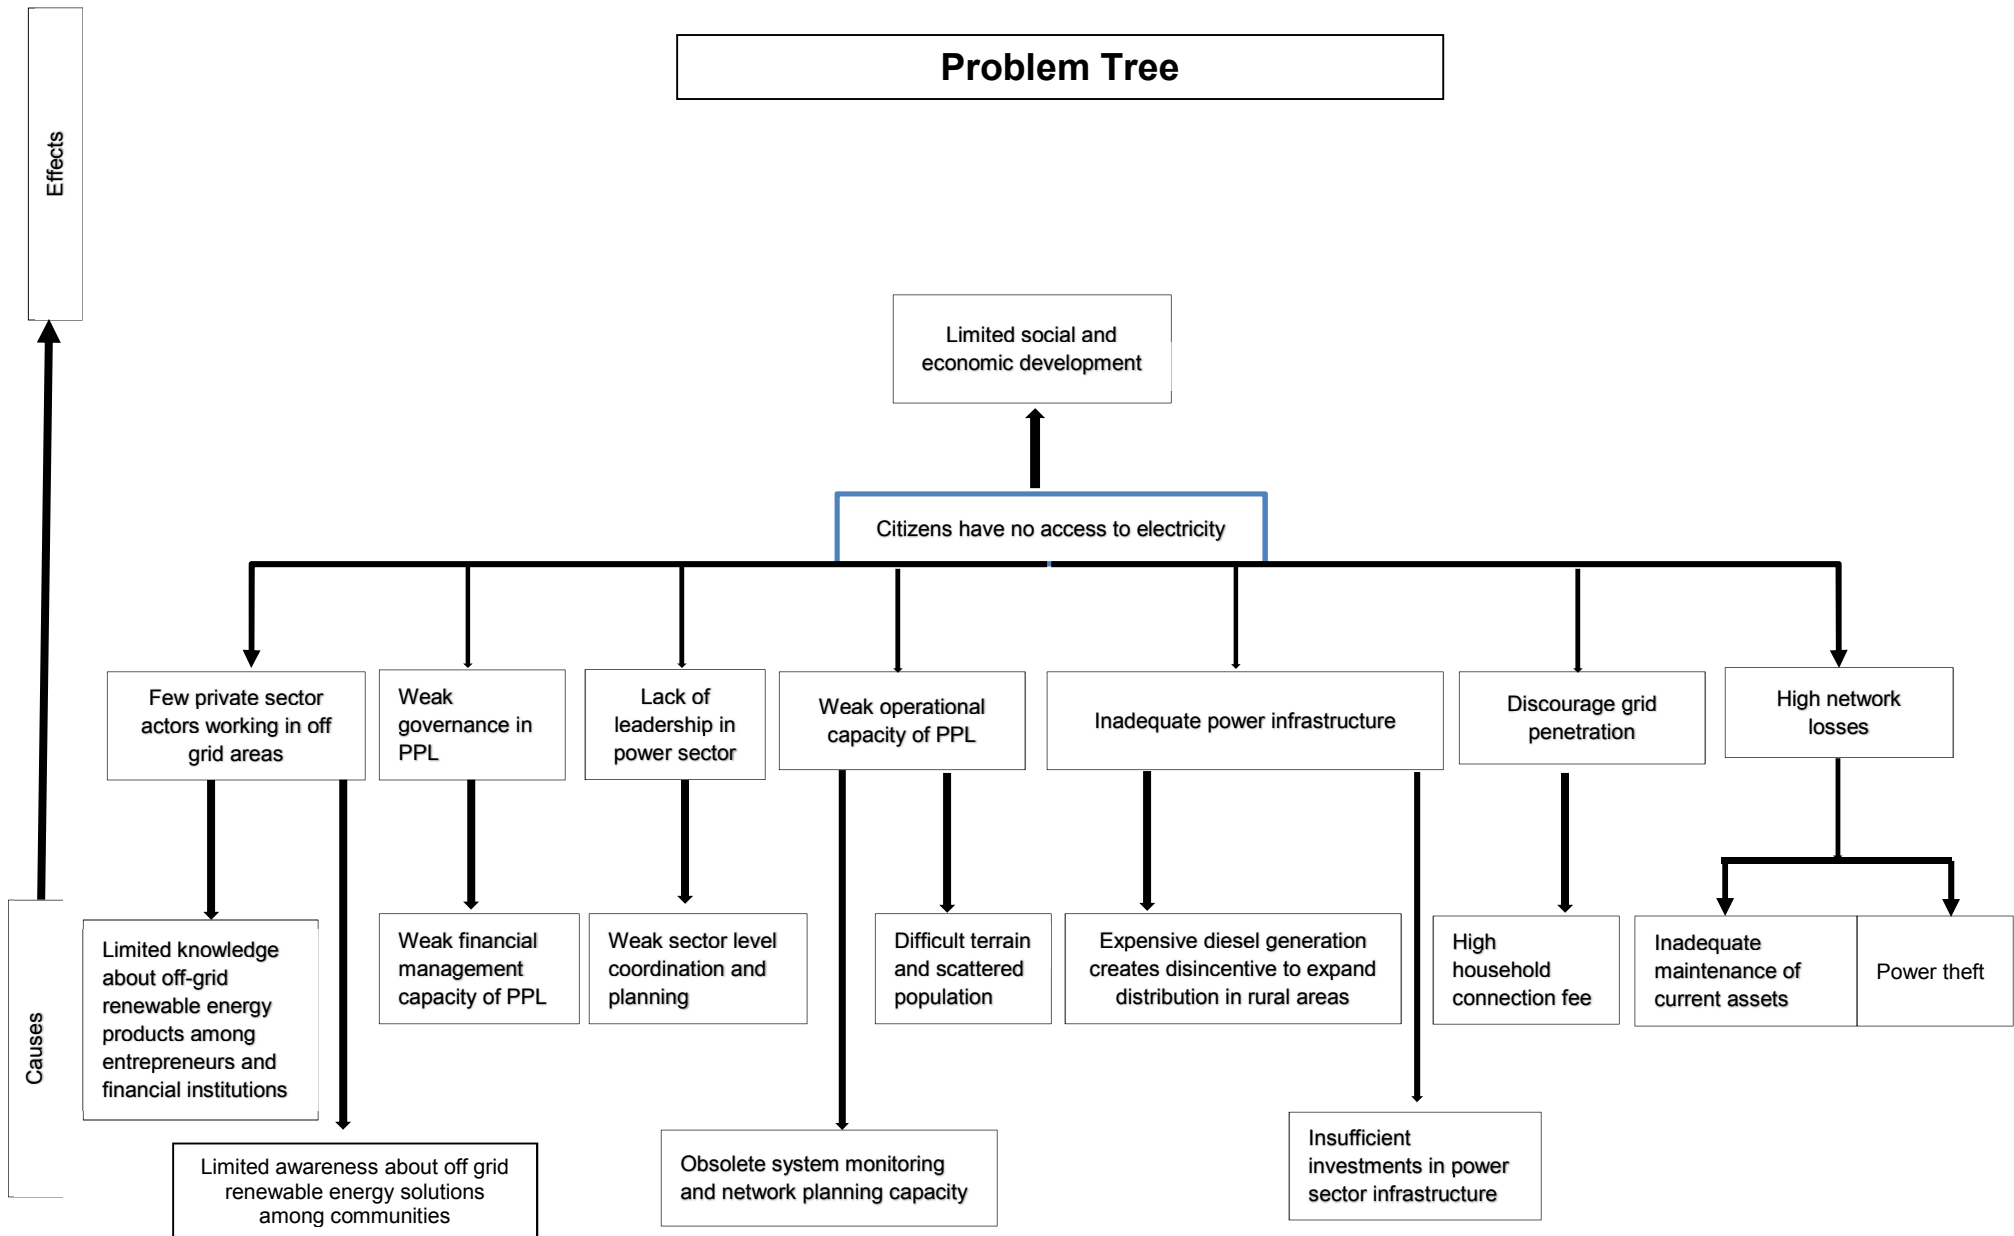 Problem Tree
Effects
Limited social and
economic development
Citizens have no access to electricity
Few private sector
actors working in off
grid areas
Weak
governance in
PPL
Lack of
leadership in
power sector
Weak operational
capacity of PPL
Inadequate power infrastructure
Discourage grid
penetration
High network
losses
Causes
Limited knowledge
about off-grid
renewable energy
products among
entrepreneurs and
financial institutions
Weak financial
management
capacity of PPL
Weak sector level
coordination and
planning
Difficult terrain
and scattered
population
Expensive diesel generation
creates disincentive to expand
distribution in rural areas
High
household
connection fee
Inadequate
maintenance of
current assets
Power theft
Limited awareness about off grid
renewable energy solutions
among communities
Obsolete system monitoring
and network planning capacity
Insufficient
investments in power
sector infrastructure